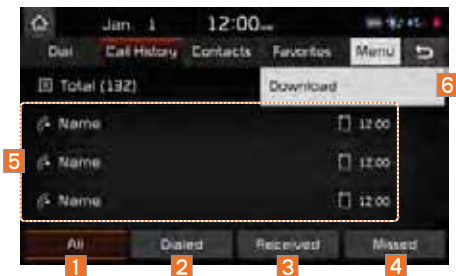 Jan. 1 12:00
Dial Call History Contacts Favorites Menu
Total (132) Download 6
Name 12:00
5 Name 12:00
Name 12:00
All Dialed Received Missed
1 2 3 4